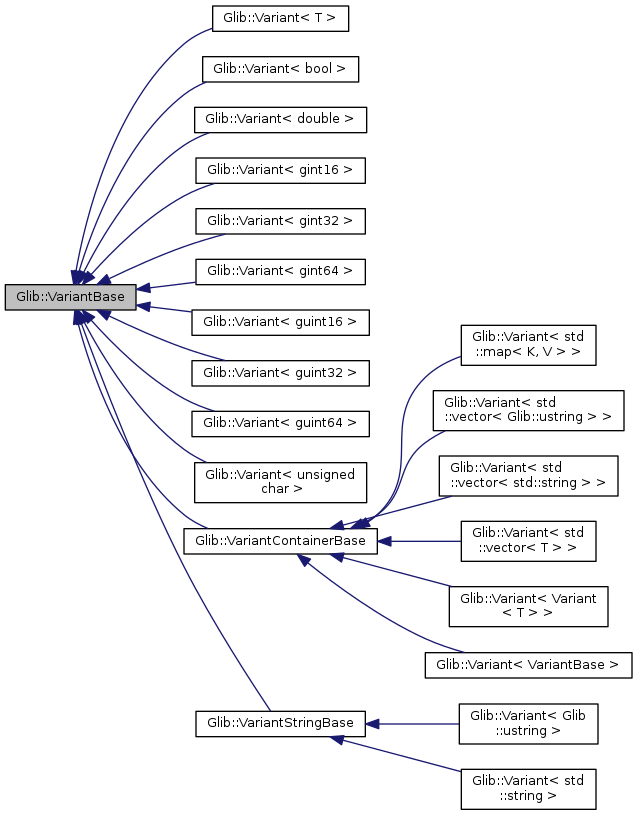 Glib::Variant< T >
Glib::Variant< bool >
Glib::Variant< double >
Glib::Variant< gint16 >
Glib::Variant< gint32 >
Glib::Variant< gint64 >
Glib::VariantBase
Glib::Variant< guint16 >
Glib::Variant< guint32 >
Glib::Variant< guint64 >
Glib::Variant< unsigned
char >
Glib::VariantContainerBase
Glib::VariantStringBase
Glib::Variant< std
::map< K, V > >
Glib::Variant< std
::vector< Glib::ustring > >
Glib::Variant< std
::vector< std::string > >
Glib::Variant< std
::vector< T > >
Glib::Variant< Variant
< T > >
Glib::Variant< VariantBase >
Glib::Variant< Glib
::ustring >
Glib::Variant< std
::string >